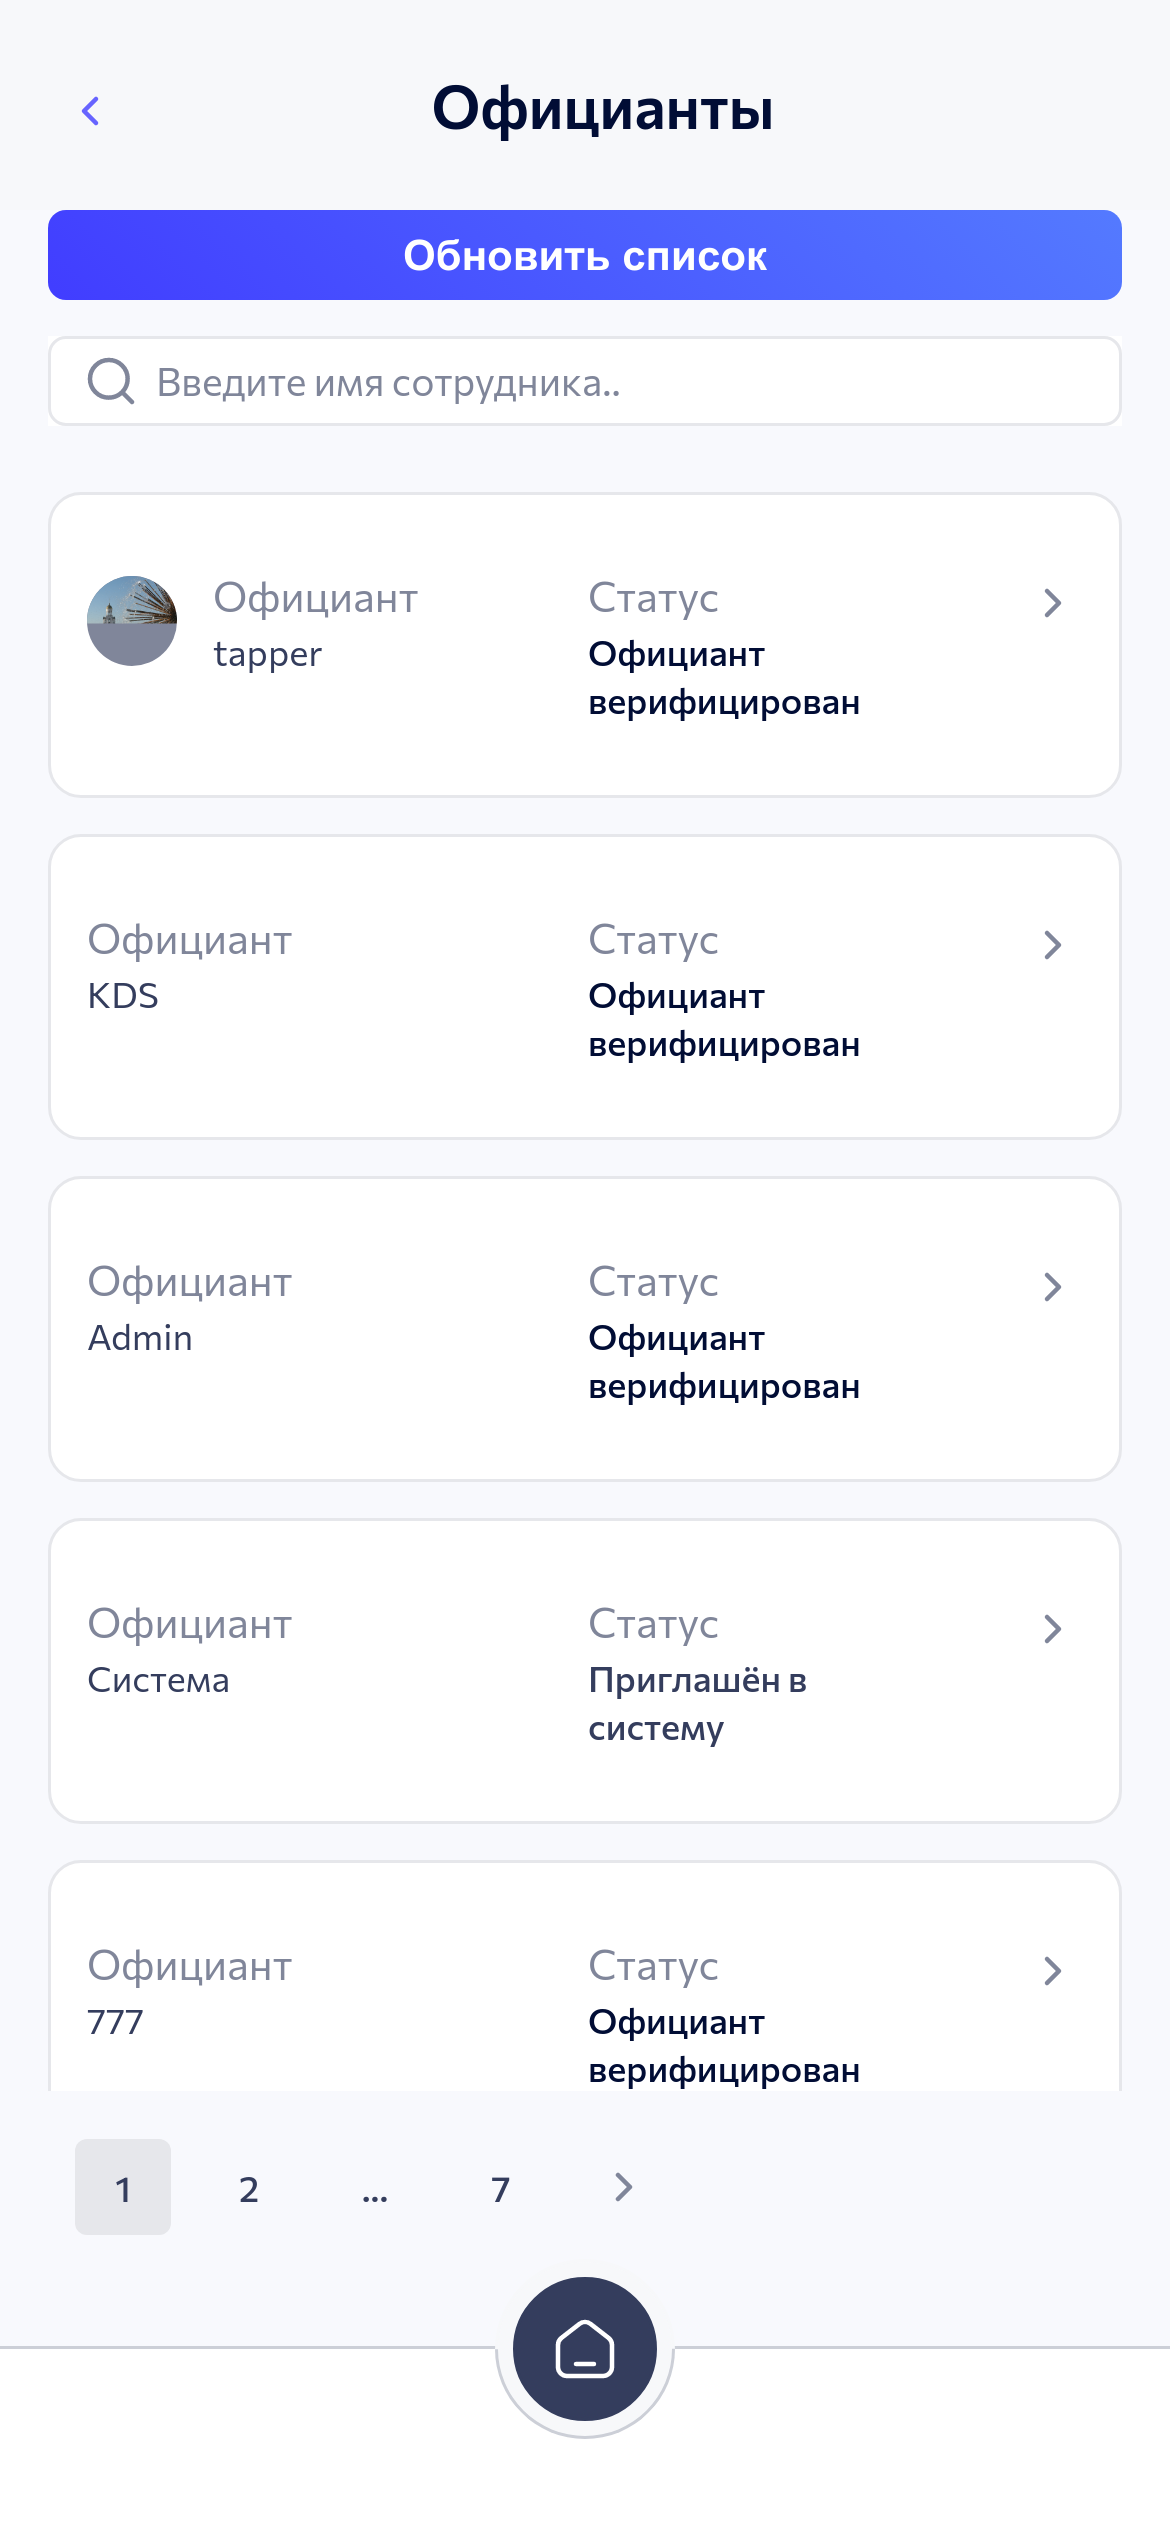 Официанты
Обновить список
Введите имя сотрудника..
Официант
tapper
Статус
Официант
верифицирован
Официант
KDS
Статус
Официант
верифицирован
Официант
Admin
Статус
Официант
верифицирован
Официант
Система
Статус
Приглашён в
систему
Официант
777
Статус
Официант
верифицирован
1 2 ... 7